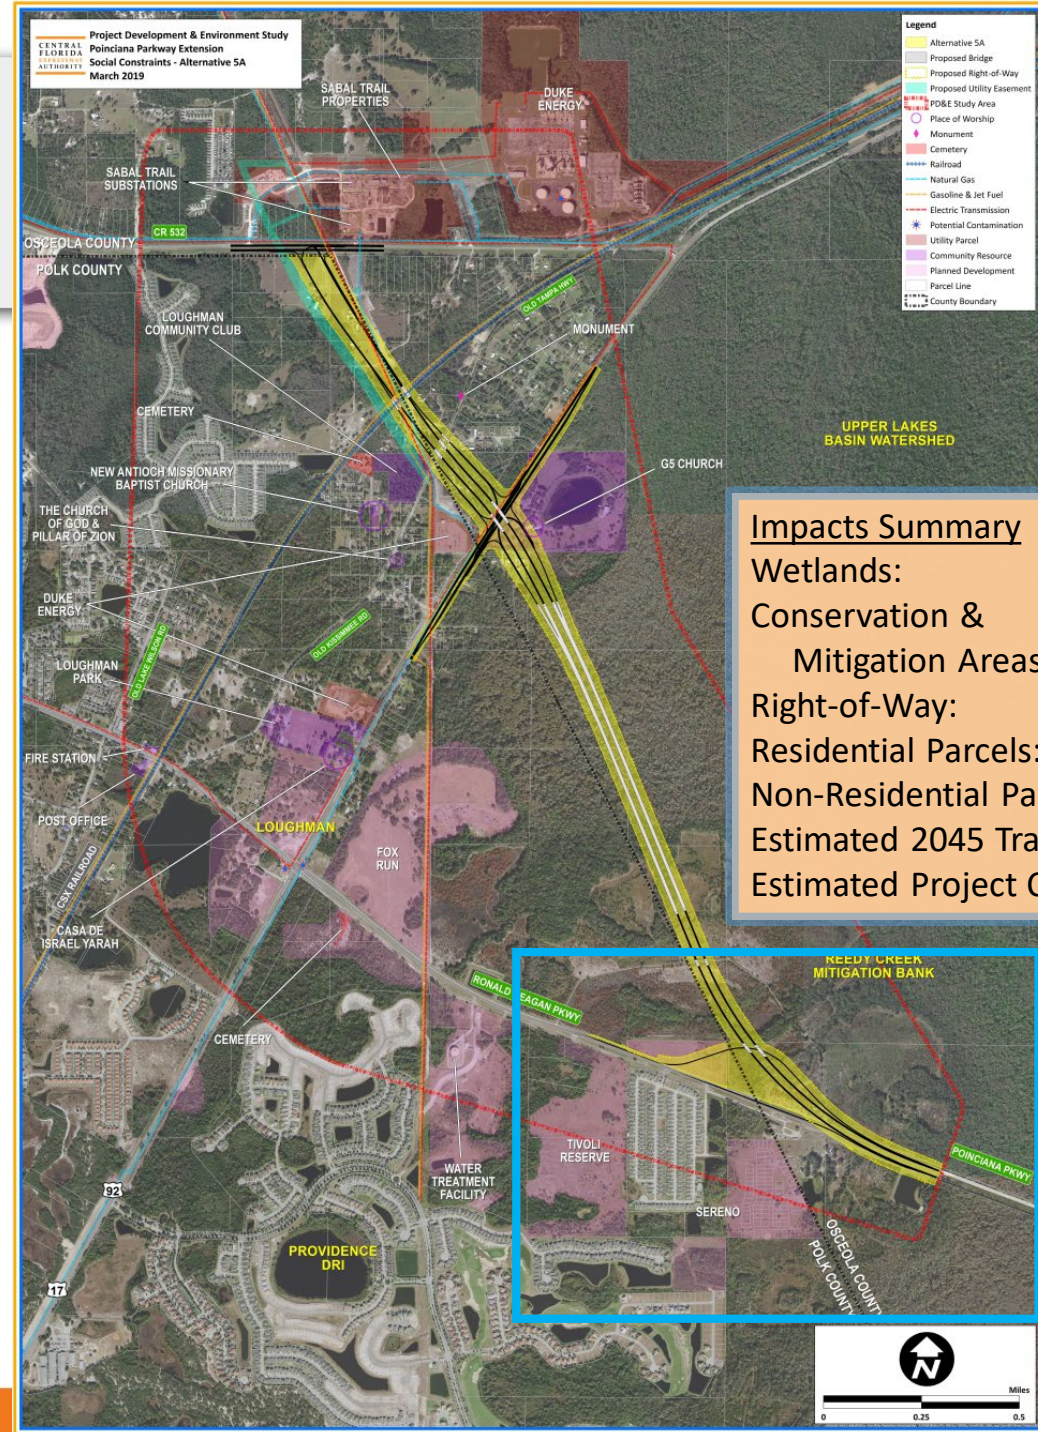 CENTRAL
FLORIDA
EXPRESSWAY
AUTHORITY
Project Development & Environment Study
Poinciana Parkway Extension
Social Constraints - Alternative 5A
March 2019
Legend
Alternative 5A
Proposed Bridge
Proposed Right-of-Way
Proposed Utility Easement
PD&E Study Area
Place of Worship
Monument
Cemetery
Railroad
Natural Gas
Gasoline & Jet Fuel
Electric Transmission
Potential Contamination
Utility Parcel
Community Resource
Planned Development
Parcel Line
County Boundary
SABAL TRAIL
PROPERTIES
DUKE
ENERGY
SABAL TRAIL
SUBSTATIONS
CR 532
OSCEOLA COUNTY
POLK COUNTY
OLD TAMPA HWY
LOUGHMAN
COMMUNITY CLUB
MONUMENT
CEMETERY
UPPER LAKES
BASIN WATERSHED
NEW ANTIOCH MISSIONARY
BAPTIST CHURCH
G5 CHURCH
THE CHURCH
OF GOD &
PILLAR OF ZION
DUKE
ENERGY
OLD KISSIMMEE RD
OLD LAKE WILSON RD
LOUGHMAN
PARK
FIRE STATION
POST OFFICE
LOUGHMAN
FOX
RUN
CSX RAILROAD
CASA DE
ISRAEL YARAH
CEMETERY
Impacts Summary
Wetlands:
Conservation &
Mitigation Areas
Right-of-Way:
Residential Parcels:
Non-Residential Pa
Estimated 2045 Tra
Estimated Project C
REEDY CREEK
MITIGATION BANK
RONALD REAGAN PKWY
TIVOLI
RESERVE
WATER
TREATMENT
FACILITY
SERENO
POINCIANA PKWY
OSCEOLA COUNTY
POLK COUNTY
92
PROVIDENCE
DRI
17
N
Miles
0 0.25 0.5